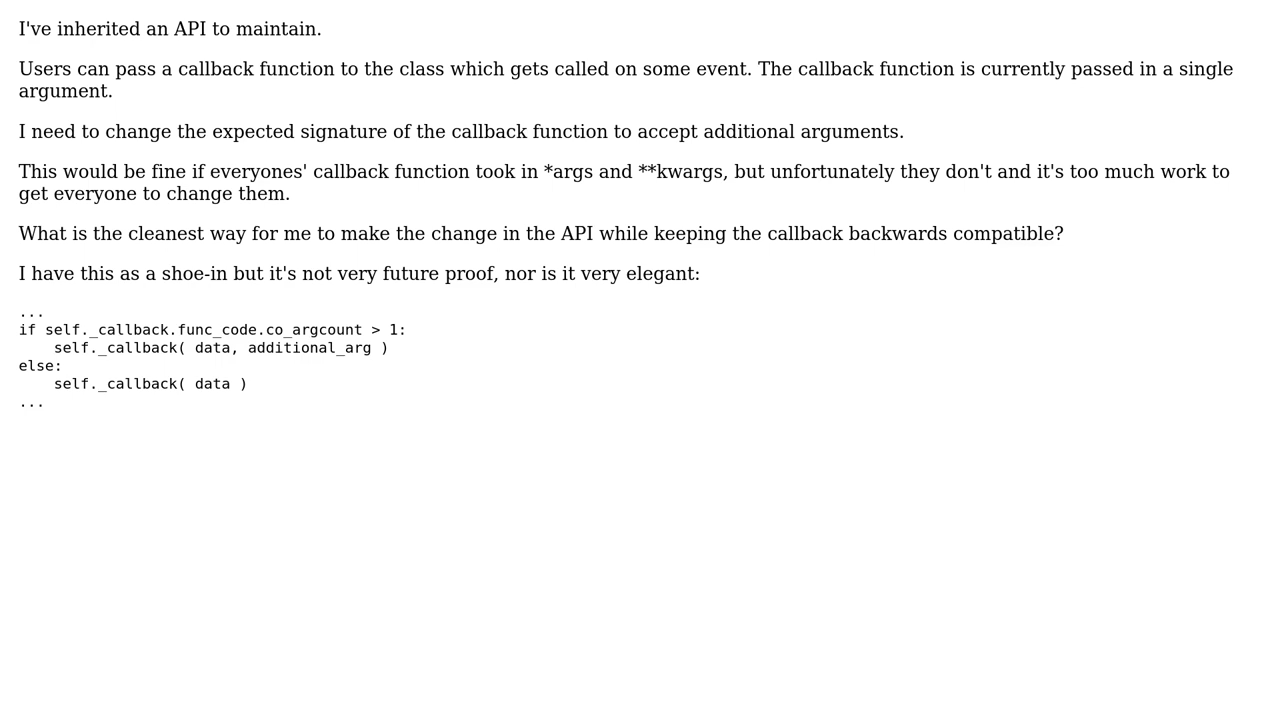 I've inherited an API to maintain.
Users can pass a callback function to the class which gets called on some event. The callback function is currently passed in a single
argument.
I need to change the expected signature of the callback function to accept additional arguments.
This would be fine if everyones' callback function took in *args and **kwargs, but unfortunately they don't and it's too much work to
get everyone to change them.
What is the cleanest way for me to make the change in the API while keeping the callback backwards compatible?
I have this as a shoe-in but it's not very future proof, nor is it very elegant:
...
if self._callback.func_code.co_argcount > 1:
    self._callback( data, additional_arg )
else:
    self._callback( data )
...